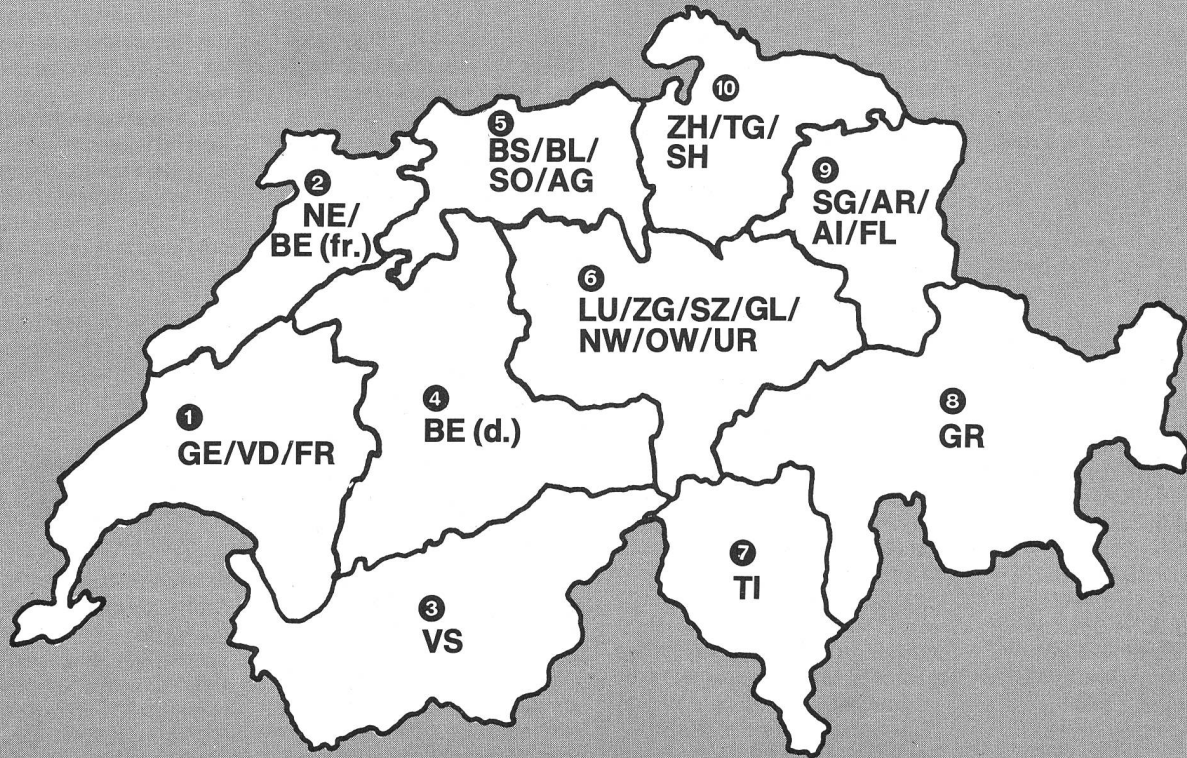 10
ZH/TG/
SH
5
BS/BL/
SO/AG
2
NE/
BE (fr.)
9
SG/AR/
AI/FL
6
LU/ZG/SZ/GL/
NW/OW/UR
1
GE/VD/FR
4
BE (d.)
8
GR
7
TI
3
VS